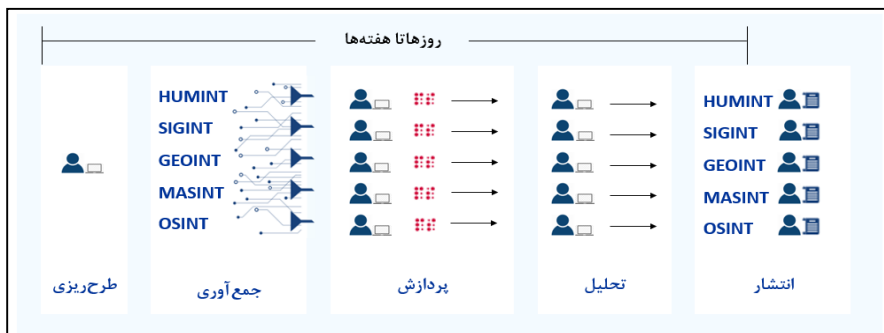 روزها تا هفته‌ها
HUMINT
SIGINT
GEOINT
MASINT
OSINT
HUMINT
SIGINT
GEOINT
MASINT
OSINT
طرح‌ریزی
جمع‌آوری
پردازش
تحلیل
انتشار